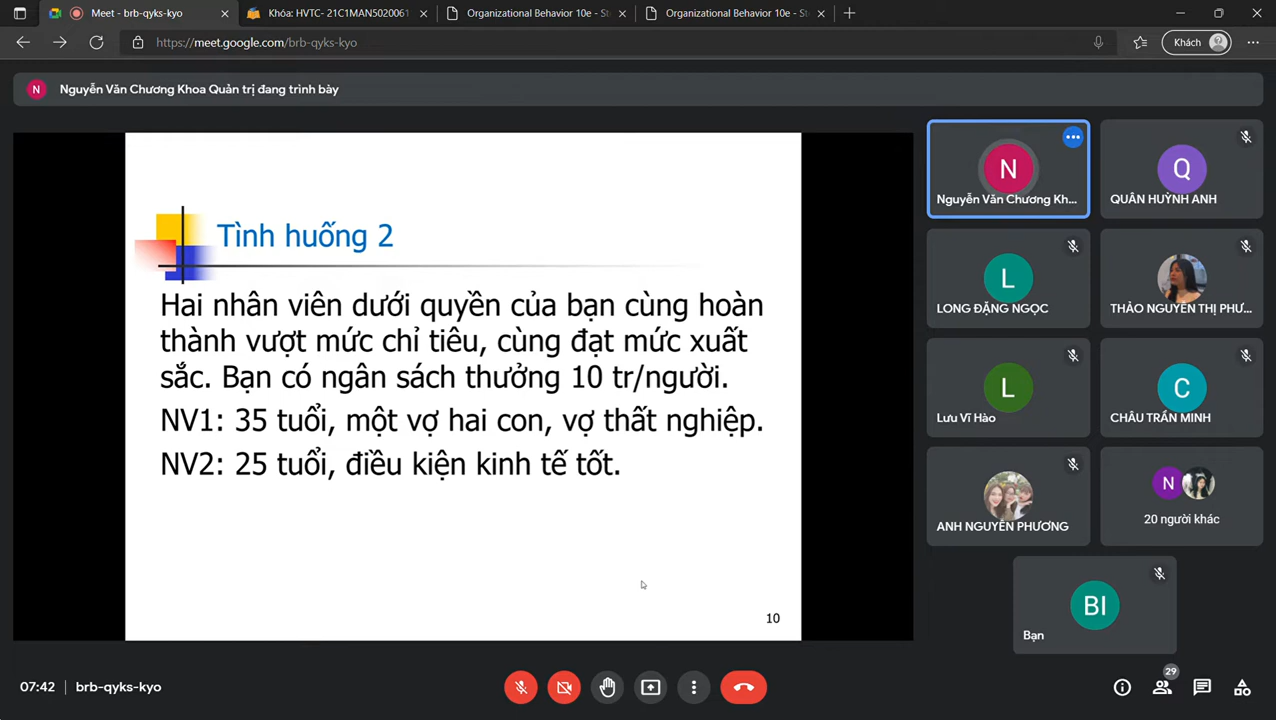 Meet - brb-qyks-kyo
Khóa: HVTC- 21C1MAN5020061
Organizational Behavior 10e - St
Organizational Behavior 10e - St
https://meet.google.com/brb-qyks-kyo
Khách
N
Nguyễn Văn Chương Khoa Quản trị đang trình bày
Tình huống 2
Hai nhân viên dưới quyền của bạn cùng hoàn
thành vượt mức chỉ tiêu, cùng đạt mức xuất
sắc. Bạn có ngân sách thưởng 10 tr/người.
NV1: 35 tuổi, một vợ hai con, vợ thất nghiệp.
NV2: 25 tuổi, điều kiện kinh tế tốt.
10
N
Nguyễn Văn Chương Kh...
Q
QUÂN HUỲNH ANH
L
LONG ĐẶNG NGỌC
THẢO NGUYỄN THỊ PHƯ...
L
Lưu Vĩ Hào
C
CHÂU TRẦN MINH
ANH NGUYỄN PHƯƠNG
N
20 người khác
BI
Bạn
07:42
brb-qyks-kyo
29